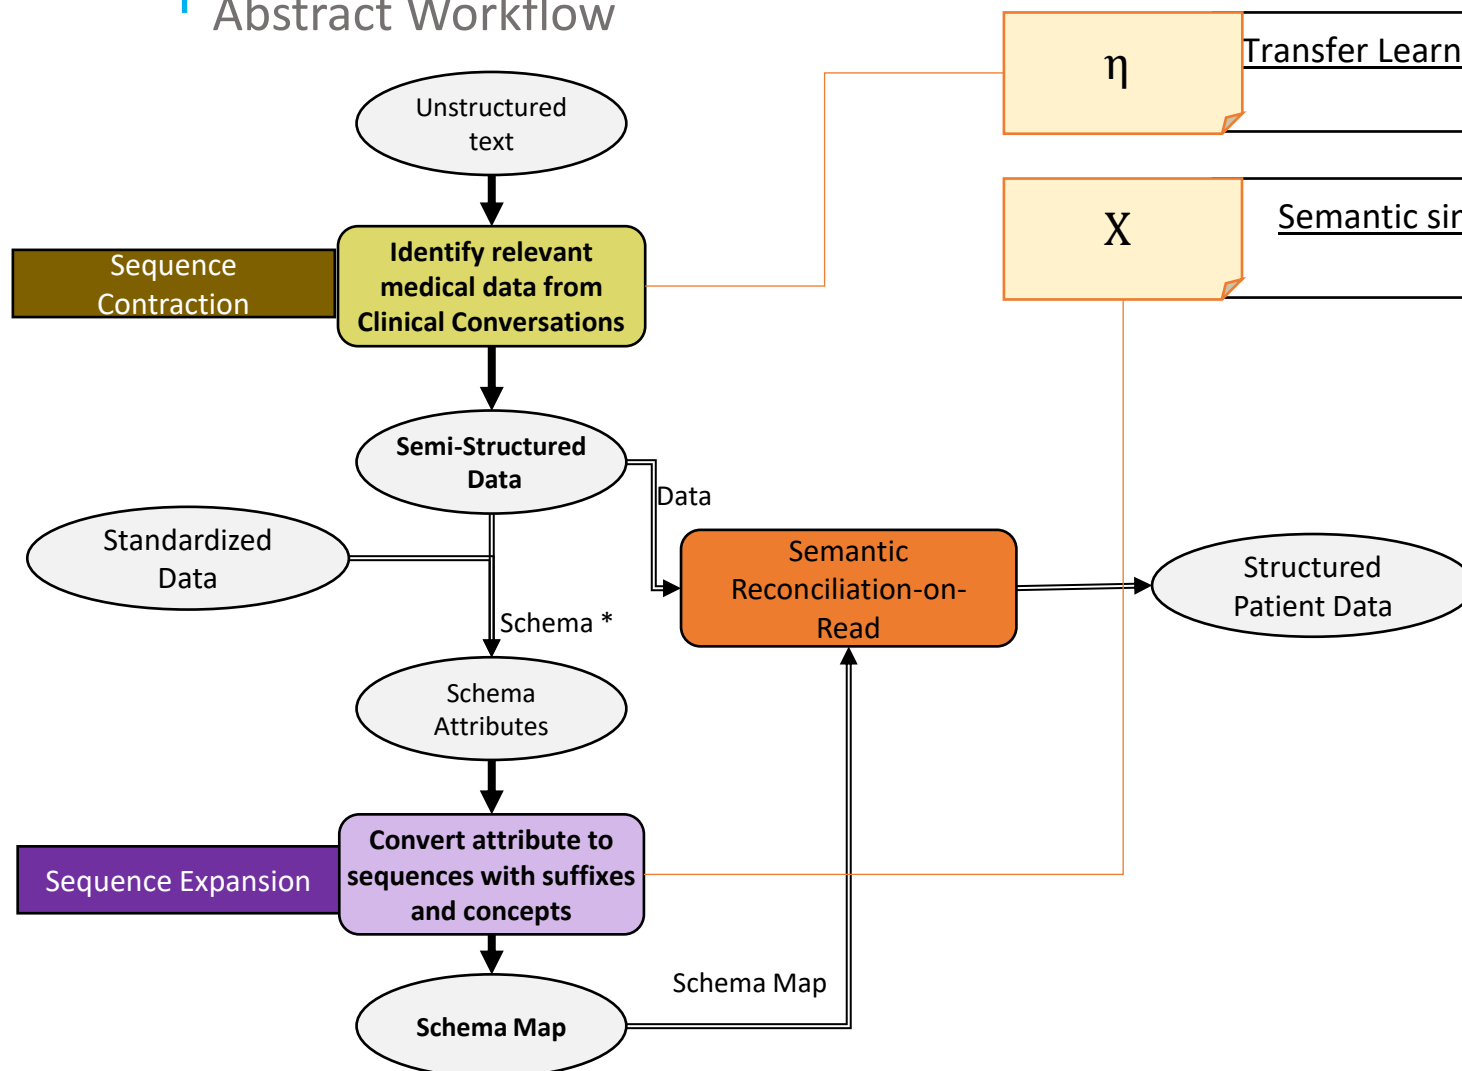 Abstract Workflow
η
Transfer Learn
Unstructured
text
X
Semantic
Identify relevant
medical data from
Clinical Conversations
Sequence
Contraction
Semi-Structured
Data
Data
Standardized
Data
Semantic
Reconciliation-on-
Read
Structured
Patient Data
Schema *
Schema
Attributes
Convert attribute to
sequences with suffixes
and concepts
Sequence Expansion
Schema Map
Schema Map